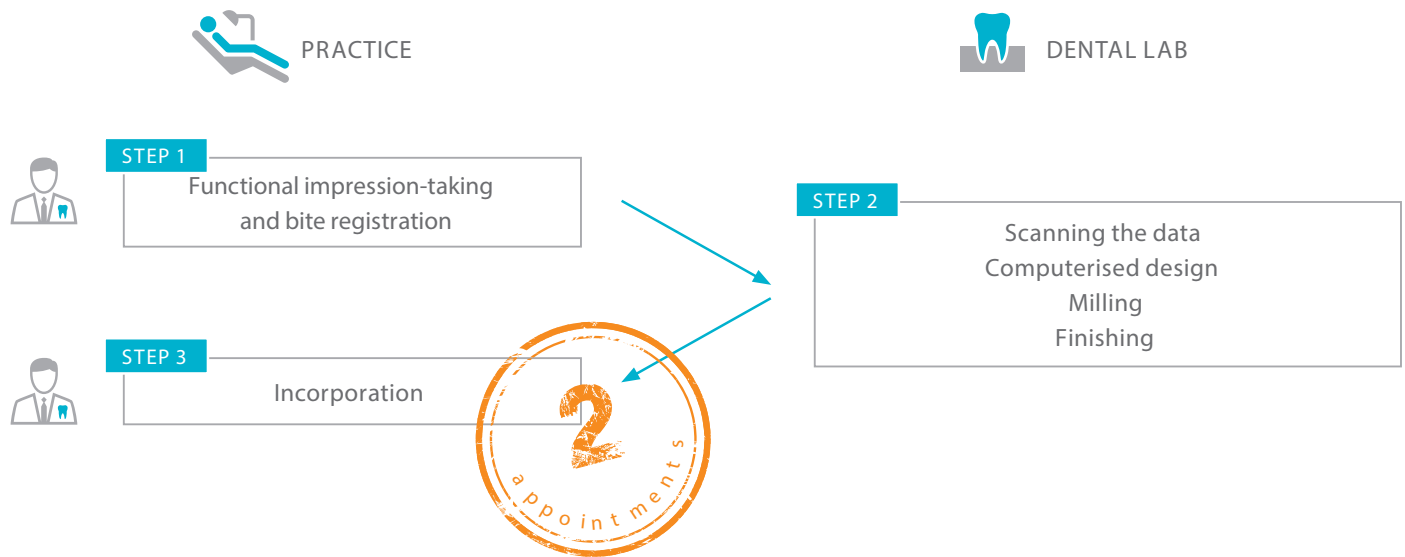 PRACTICE
DENTAL LAB
STEP 1
Functional impression-taking
and bite registration
STEP 2
Scanning the data
Computerised design
Milling
Finishing
STEP 3
Incorporation
2
appointments